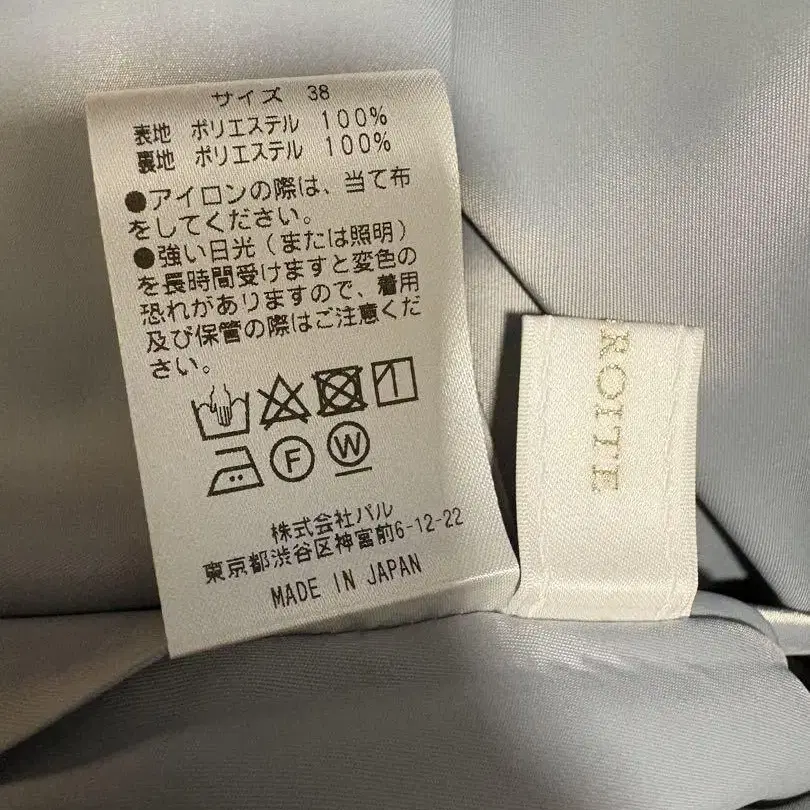 サイズ 38
表地 ポリエステル 100%
裏地 ポリエステル 100%
●アイロンの際は、当て布
をしてください。
●強い日光(または照明)
を長時間受けますと変色の
恐れがありますので、着用
及び保管の際はご注意くだ
さい。
F W
株式会社パル
東京都渋谷区神宮前6-12-22
MADE IN JAPAN
ROITE